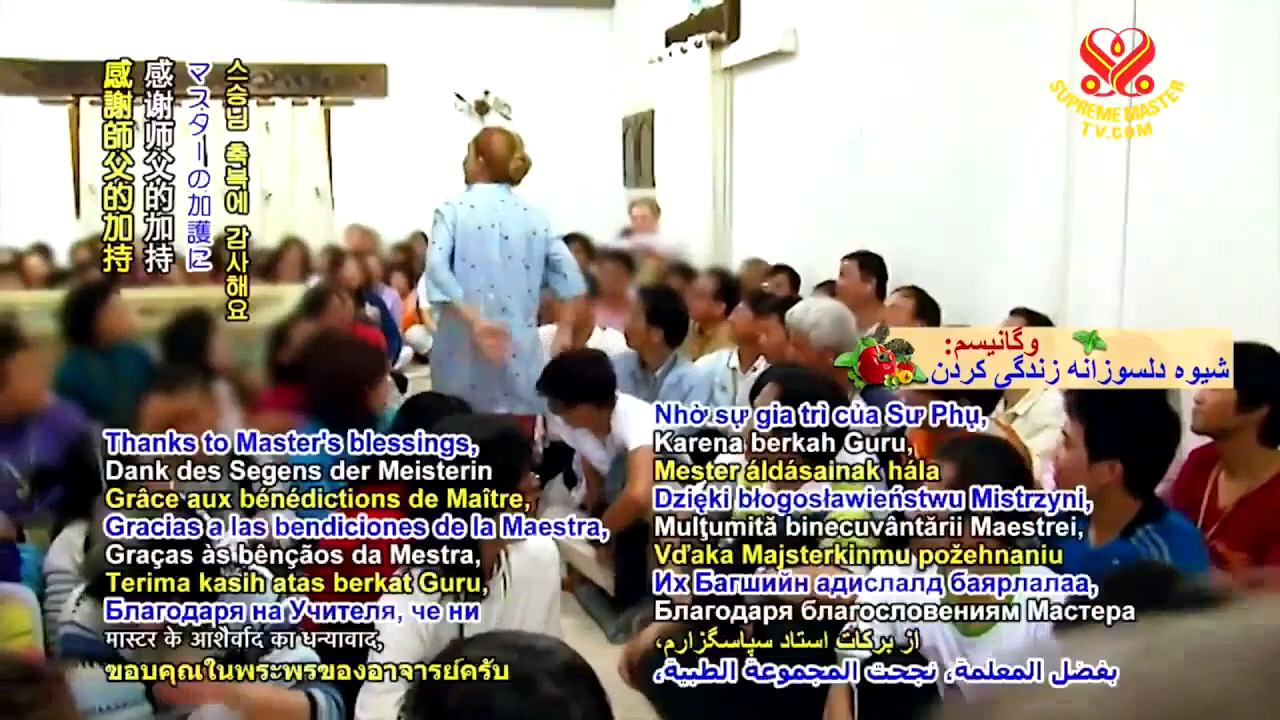 感謝師父的加持
感谢师父的加持
マスターの加護に
스승님 축복에 감사해요
SUPREME MASTER
TV.COM
وگانیسم:
شیوه دلسوزانه زندگی کردن
Thanks to Master's blessings,
Dank des Segens der Meisterin
Grâce aux bénédictions de Maître,
Gracias a las bendiciones de la Maestra,
Graças às bênçãos da Mestra,
Terima kasih atas berkat Guru,
Благодаря на Учителя, че ни
मास्टर के आशीर्वाद का धन्यावाद,
ขอบคุณในพระพรของอาจารย์ครับ
Nhờ sự gia trì của Sư Phụ,
Karena berkah Guru,
Mester áldásainak hála
Dzięki błogosławieństwu Mistrzyni,
Mulţumită binecuvântării Maestrei,
Vďaka Majsterkinmu požehnaniu
Их Багшийн адислалд баярлалаа,
Благодаря благословениям Мастера
از برکات استاد سپاسگزارم،
بفضل المعلمة، نجحت المجموعة الطبية،